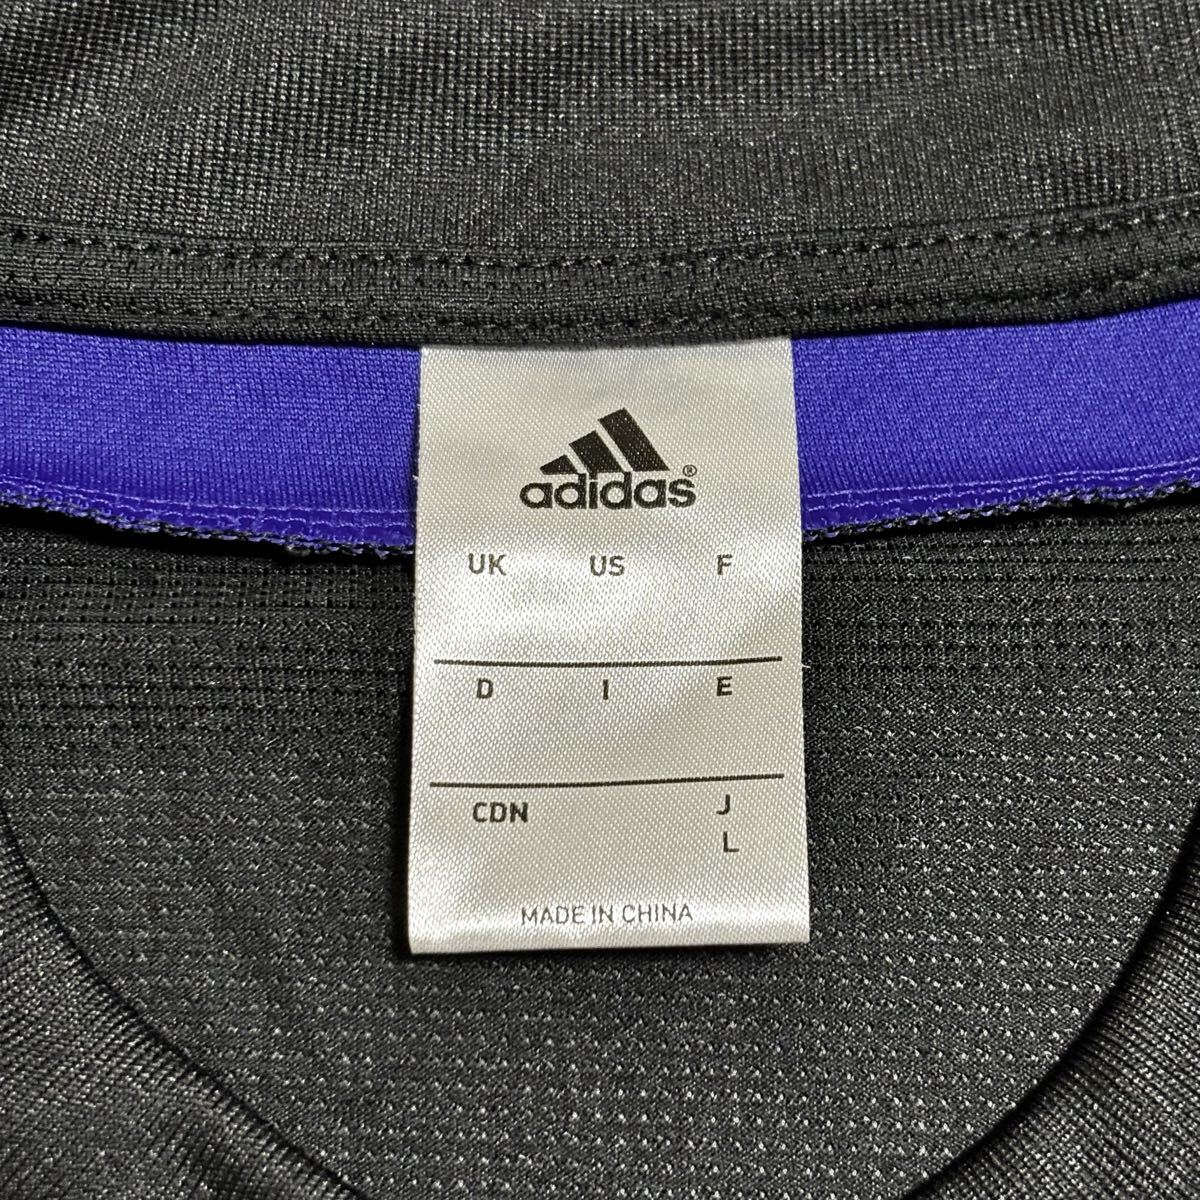 adidas®
UK US F
D I E
CDN J
L
MADE IN CHINA